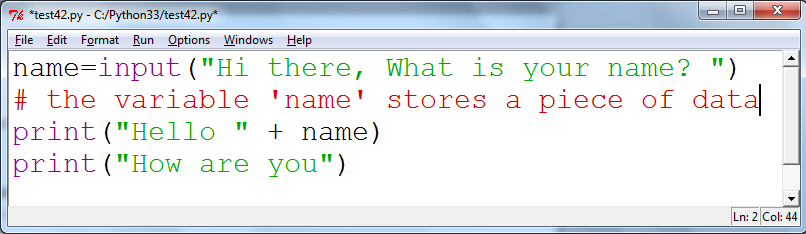 *test42.py - C:/Python33/test42.py*
File Edit Format Run Options Windows Help
name=input("Hi there, What is your name? ")
# the variable 'name' stores a piece of data
print("Hello " + name)
print("How are you")
Ln: 2 Col: 44